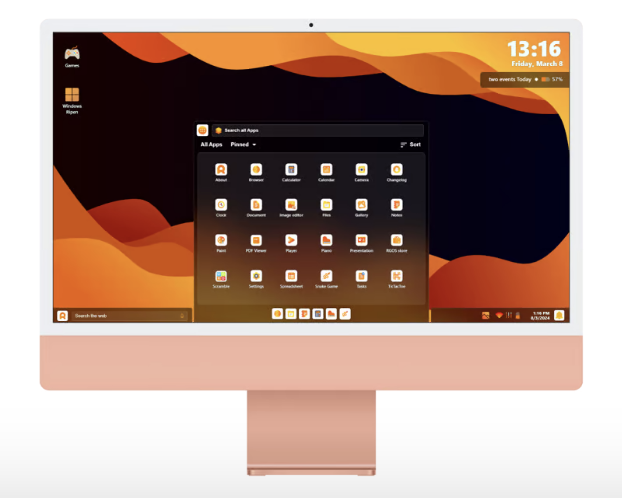 13:16
Friday, March 8
two events Today 57%
Games
Windows
Ripen
Search all Apps
All Apps Pinned Sort
About Browsed Calculator Calendar Camera Changelog
Clock Document Image editor Files Gallery Notes
Paint PDF Viewer Player Piano Presentation RGOS store
Scramble Settings Spreadsheet Snake Game Tasks TicTacToe
Search the web
1:16 PM
8/3/2024